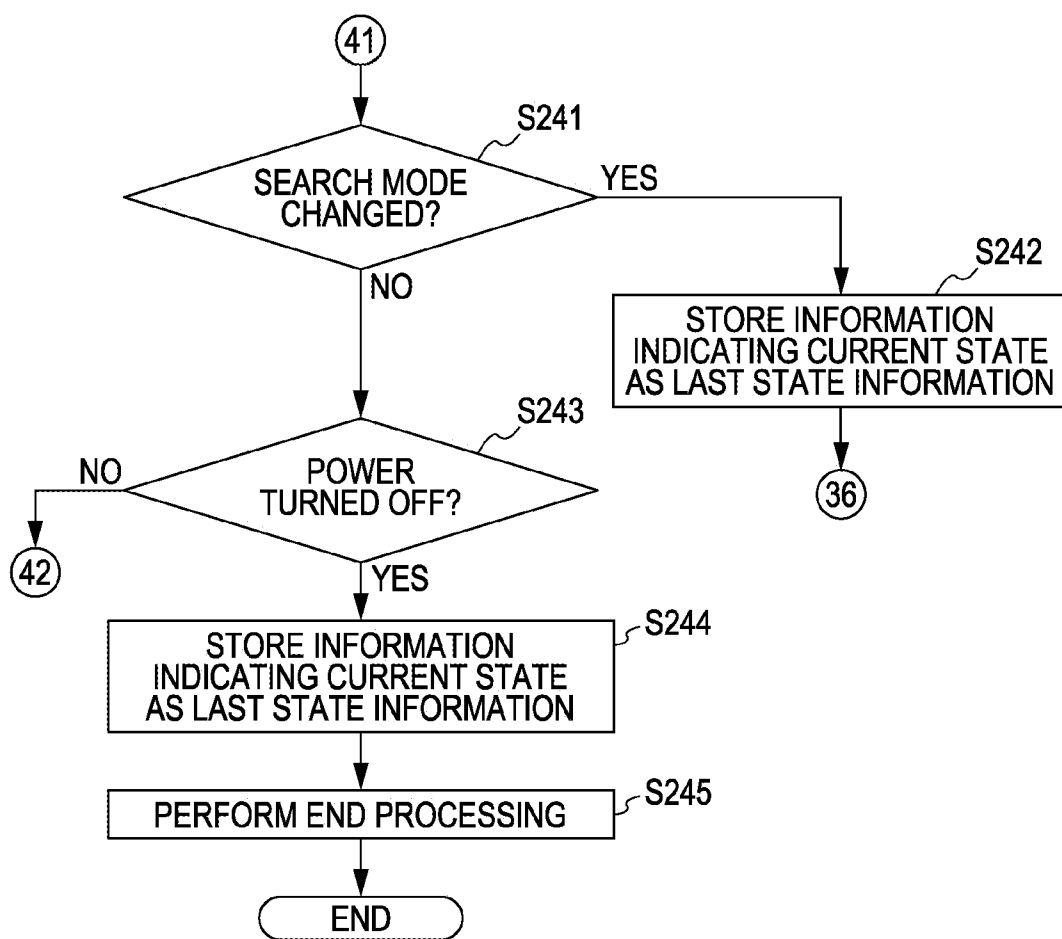 41
S241
SEARCH MODE
CHANGED?
YES
NO
S242
STORE INFORMATION
INDICATING CURRENT STATE
AS LAST STATE INFORMATION
36
S243
POWER
TURNED OFF?
NO
42
YES
S244
STORE INFORMATION
INDICATING CURRENT STATE
AS LAST STATE INFORMATION
S245
PERFORM END PROCESSING
END